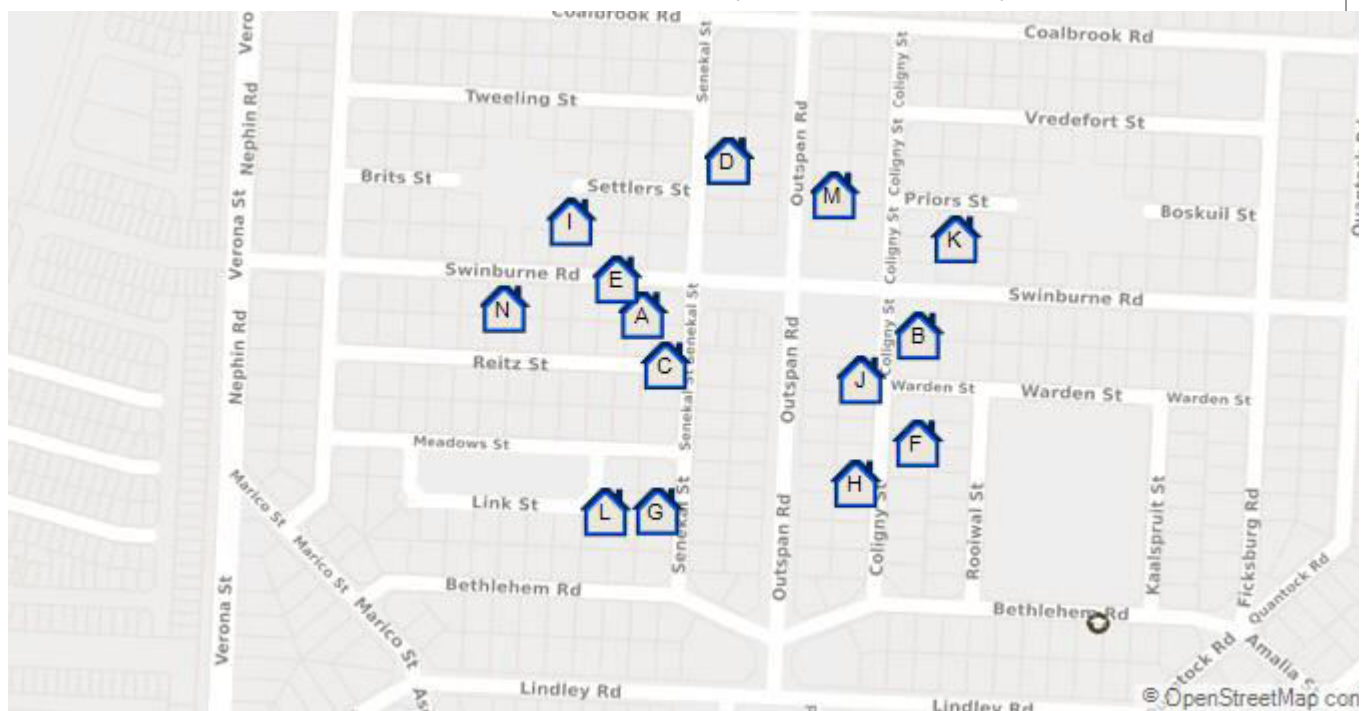 Coalbrook Rd
Coalbrook Rd
Vero
Nephin Rd
Senekal St
Coligny St
Tweeling St
Outspan Rd
Vredefort St
Coligny St
D
Brits St
Settlers St
M
Priors St
Boskuil St
Verona St
I
Coligny St
K
Swinburne Rd
E
Swinburne Rd
N
A
Senekal St
Coligny St
B
Nephin Rd
Outspan Rd
Reitz St
C
J
Warden St
Warden St
Warden St
Senekal St
Meadows St
F
Marico St
Link St
L
G
Senekal St
H
Outspan Rd
Coligny St
Rooiwal St
Kaalspruit St
Ficksburg Rd
Marico St
Bethlehem Rd
Quantock Rd
Marico St
Bethlehem Rd
Verona St
Lindley Rd
Lindley Rd
© OpenStreetMap con